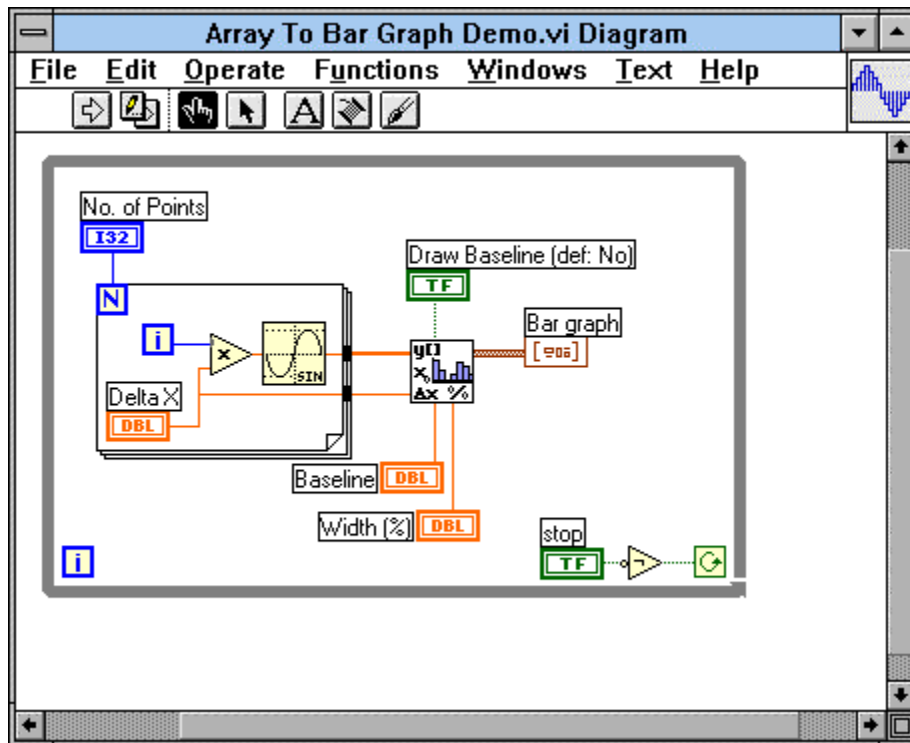 Array To Bar Graph Demo.vi Diagram
File Edit Operate Functions Windows Text Help
A
No. of Points
I32
N
Draw Baseline (def: No)
TF
i
x
SIN
Bar graph
y[]
x₀
Δx %
Delta X
DBL
Baseline
DBL
Width (%)
DBL
stop
TF
i